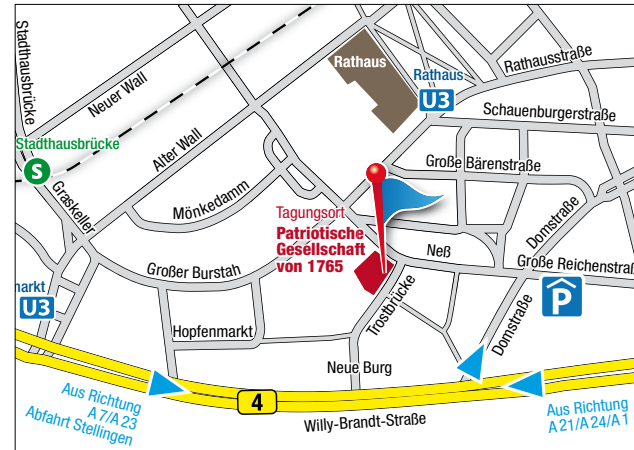 Stadthausbrücke
Neuer Wall
Rathaus
Rathaus
U3
Rathausstraße
Schauenburgerstraße
Stadthausbrücke
S
Alter Wall
Große Bärenstraße
Graskeller
Mönkedamm
Tagungsort
Patriotische
Gesellschaft
von 1765
Domstraße
Neß
Großer Burstah
Große Reichenstraß
markt
U3
P
Trostbrücke
Hopfenmarkt
Domstraße
Neue Burg
Aus Richtung
A 7/A 23
Abfahrt Stellingen
4
Willy-Brandt-Straße
Aus Richtung
A 21/A 24/A 1